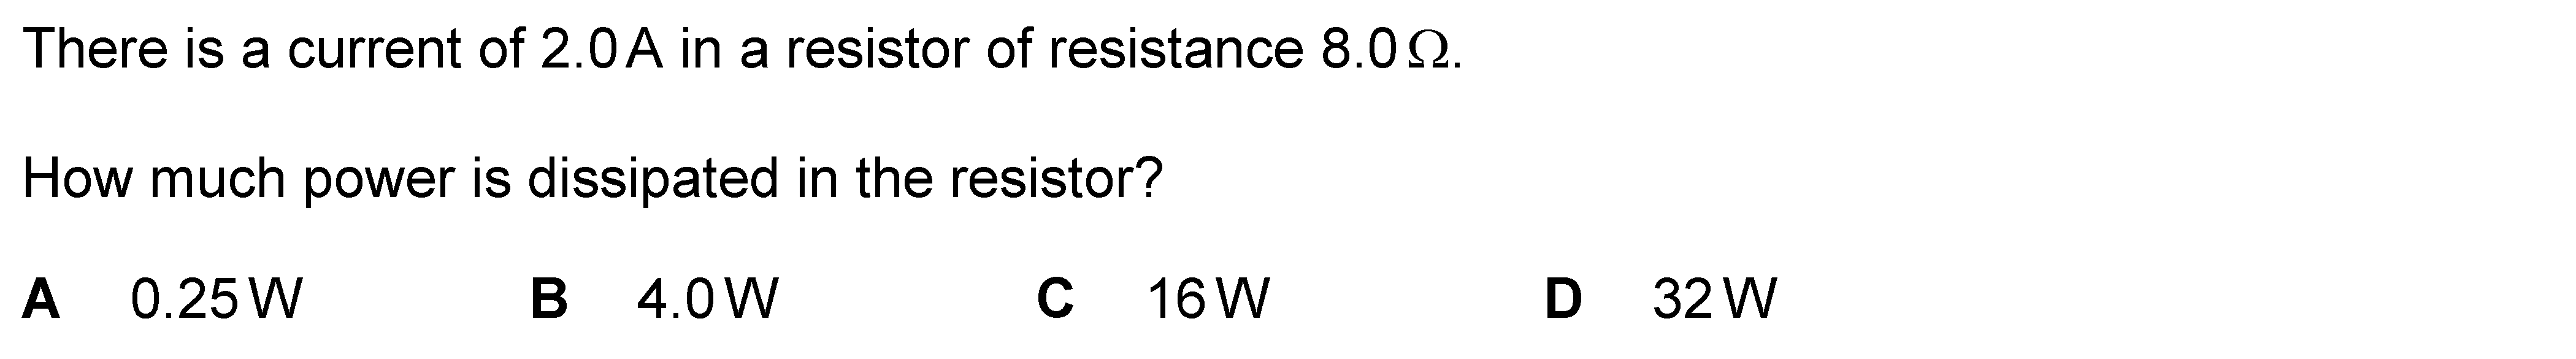 There is a current of 2.0 A in a resistor of resistance 8.0 Ω.
How much power is dissipated in the resistor?
A 0.25 W B 4.0 W C 16 W D 32 W